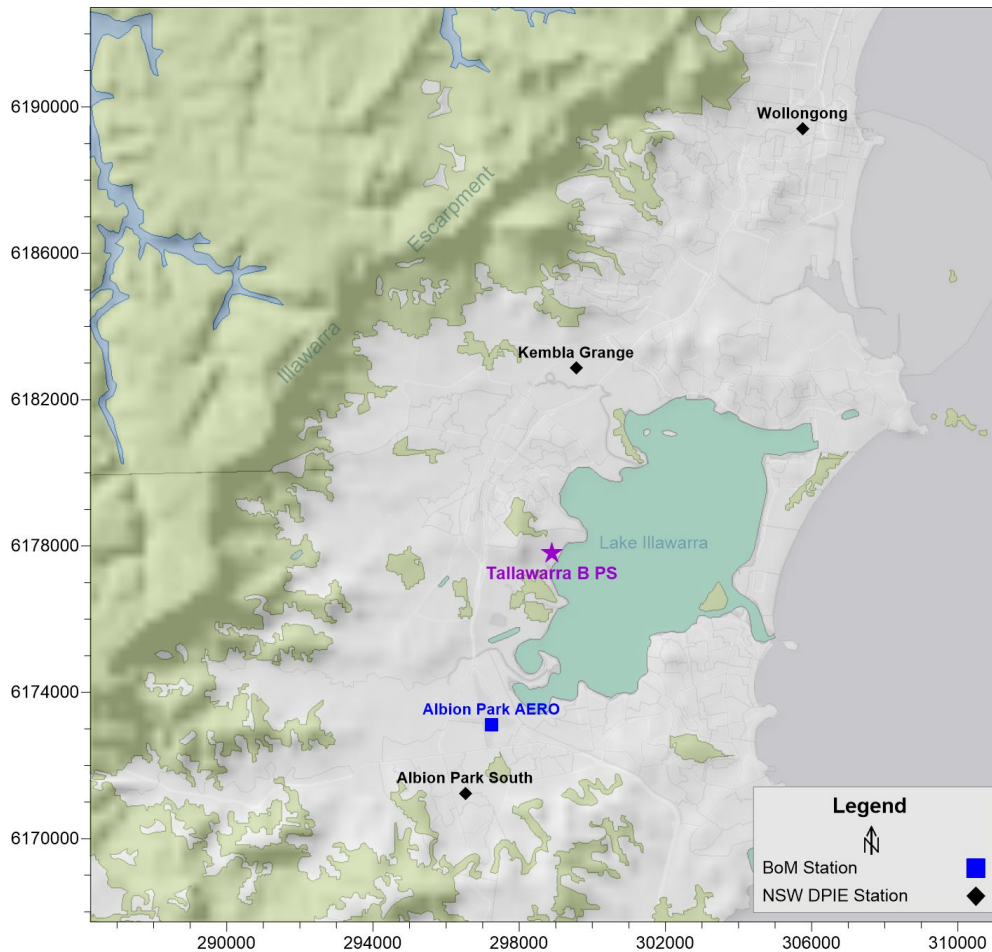 6190000
Wollongong
Escarpment
6186000
Illawarra
Kembla Grange
6182000
Lake Illawarra
6178000
Tallawarra B PS
6174000
Albion Park AERO
Albion Park South
6170000
Legend
N
BoM Station
NSW DPIE Station
290000
294000
298000
302000
306000
310000